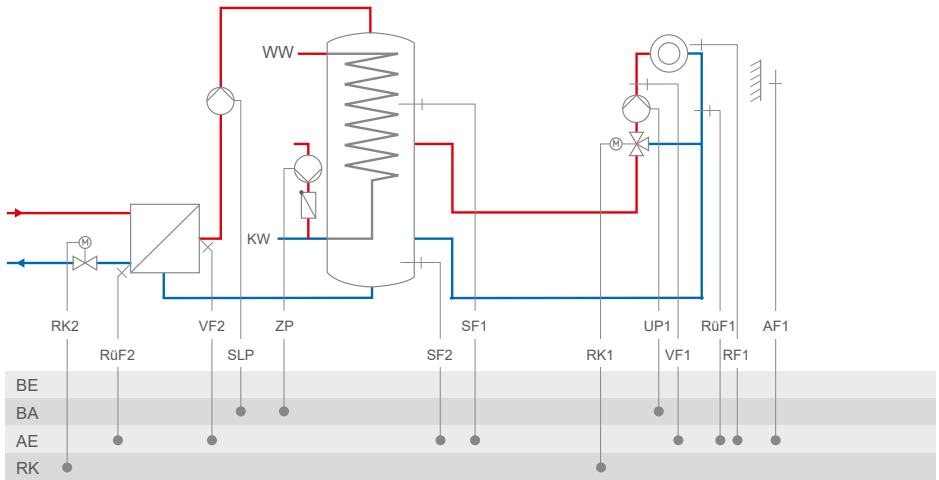 WW
M
KW
M
RK2 ZP SF1 UP1 RüF1 AF1
RüF2 VF2 SLP SF2 RK1 VF1 RF1
BE
BA
AE
RK